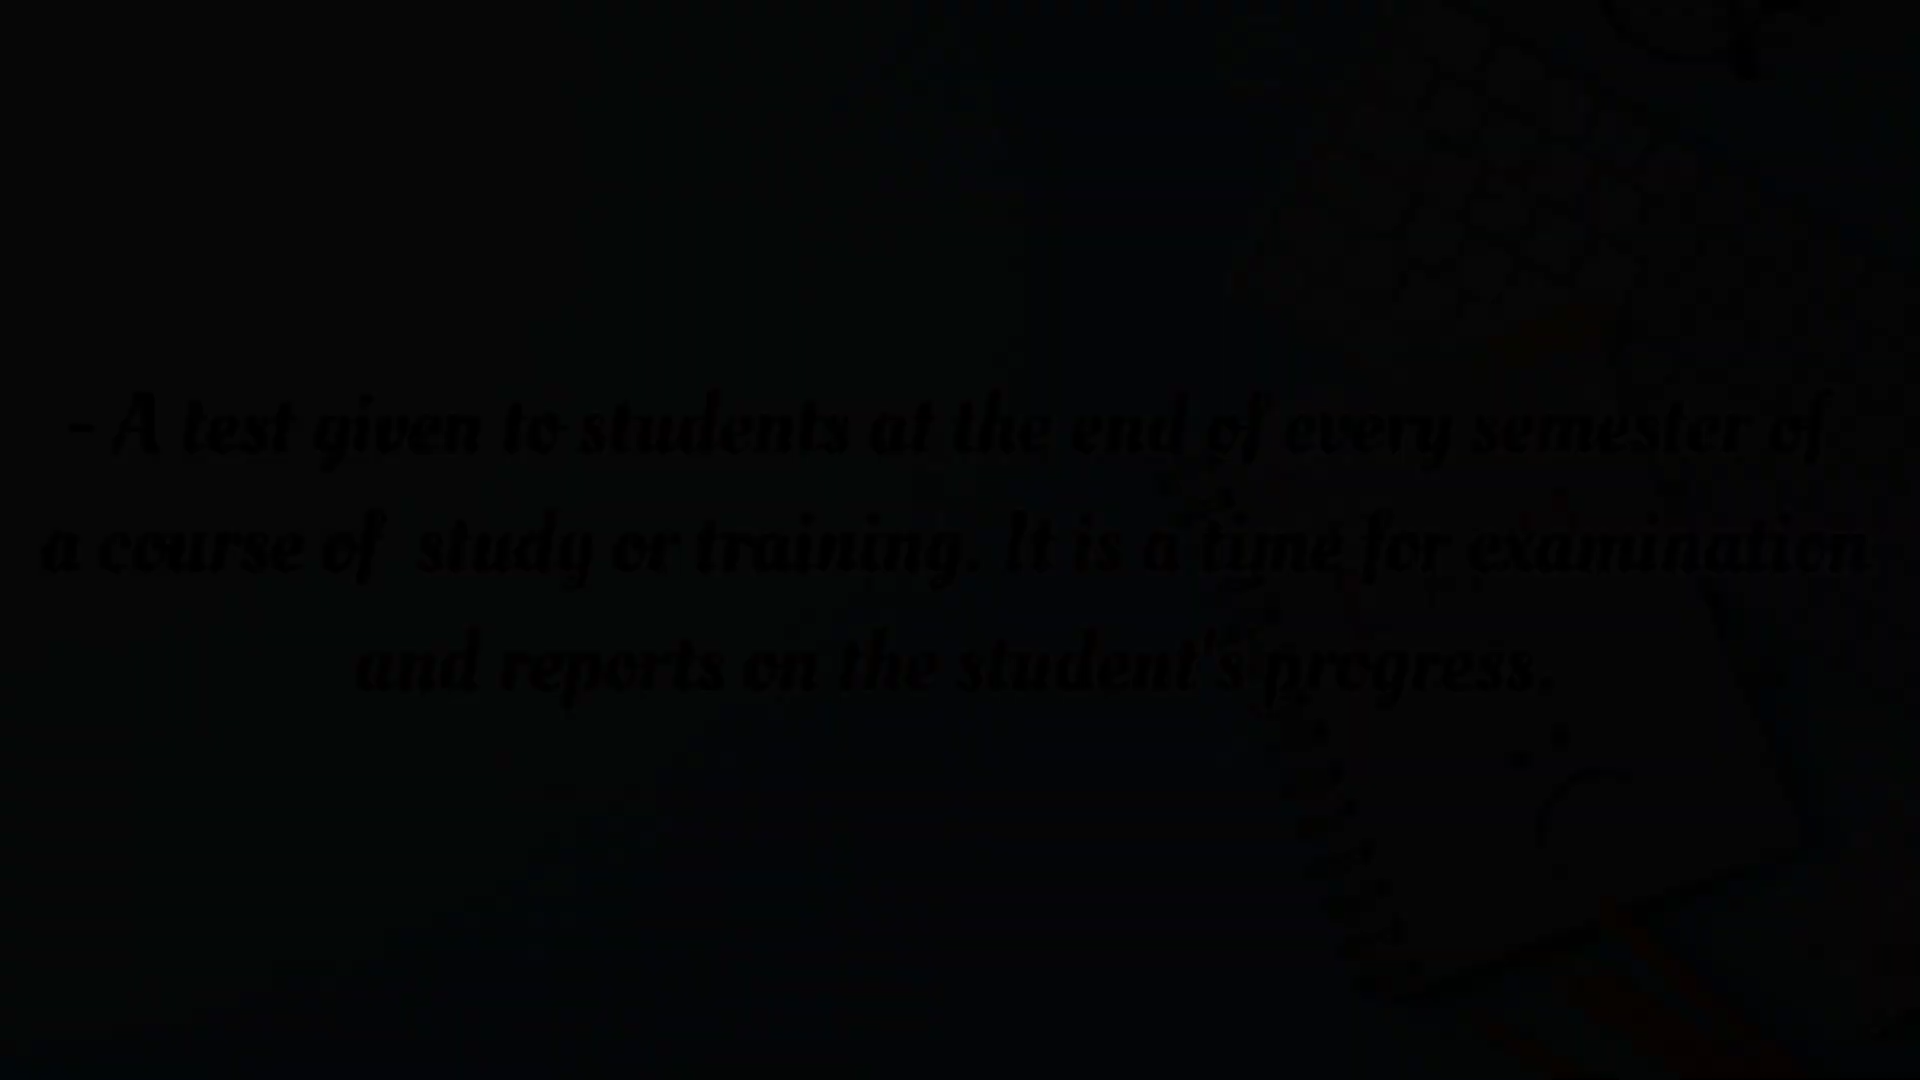 - A test given to students at the end of every semester of
a course of study or training. It is a time for examination
and reports on the student's progress.